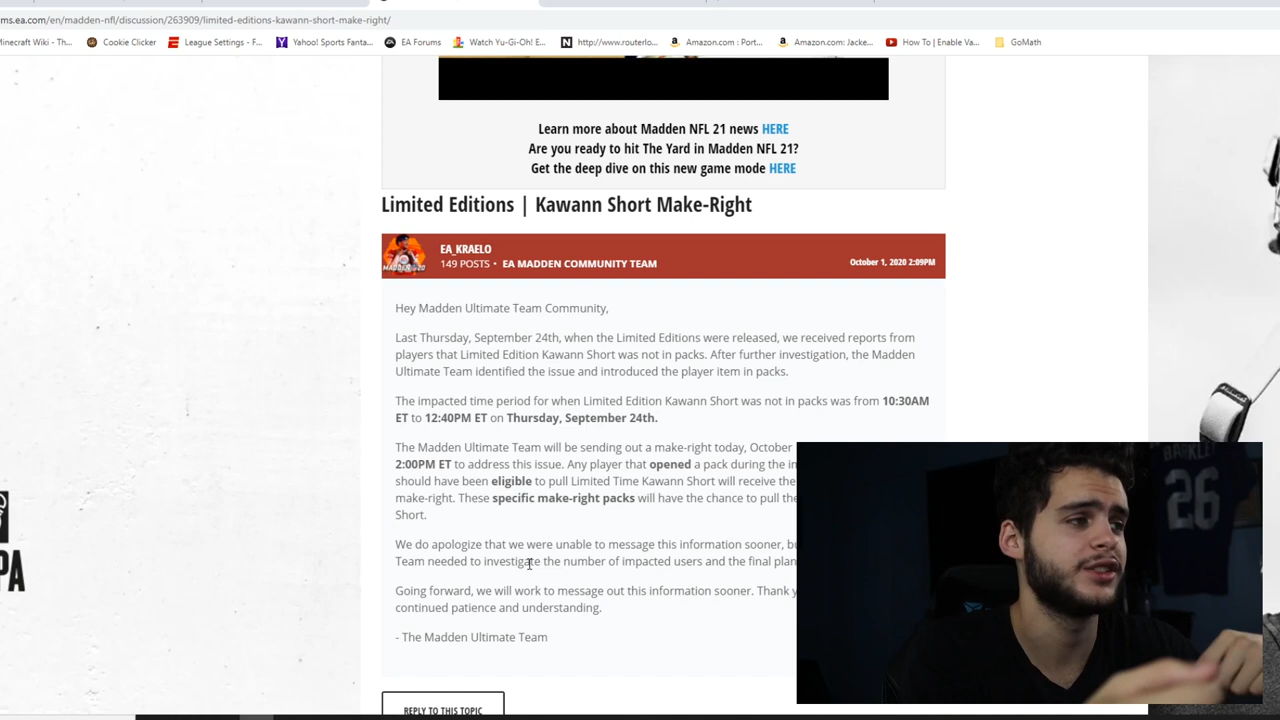 ms.ea.com/en/madden-nfl/discussion/263909/limited-editions-kawann-short-make-right/
Minecraft Wiki - Th...
Cookie Clicker
League Settings - F...
Yahoo! Sports Fanta...
EA Forums
Watch Yu-Gi-Oh! E...
http://www.routerlo...
Amazon.com : Port...
Amazon.com: Jacke...
How To | Enable Va...
GoMath
Learn more about Madden NFL 21 news HERE
Are you ready to hit The Yard in Madden NFL 21?
Get the deep dive on this new game mode HERE
Limited Editions | Kawann Short Make-Right
EA_KRAELO
149 POSTS • EA MADDEN COMMUNITY TEAM
October 1, 2020 2:09PM
Hey Madden Ultimate Team Community,
Last Thursday, September 24th, when the Limited Editions were released, we received reports from
players that Limited Edition Kawann Short was not in packs. After further investigation, the Madden
Ultimate Team identified the issue and introduced the player item in packs.
The impacted time period for when Limited Edition Kawann Short was not in packs was from 10:30AM
ET to 12:40PM ET on Thursday, September 24th.
The Madden Ultimate Team will be sending out a make-right today, October
2:00PM ET to address this issue. Any player that opened a pack during the
should have been eligible to pull Limited Time Kawann Short will receive the
make-right. These specific make-right packs will have the chance to pull the
Short.
We do apologize that we were unable to message this information sooner,
Team needed to investigate the number of impacted users and the final plan
Going forward, we will work to message out this information sooner. Thank
continued patience and understanding.
- The Madden Ultimate Team
REPLY TO THIS TOPIC
BARKLEY
26
PA